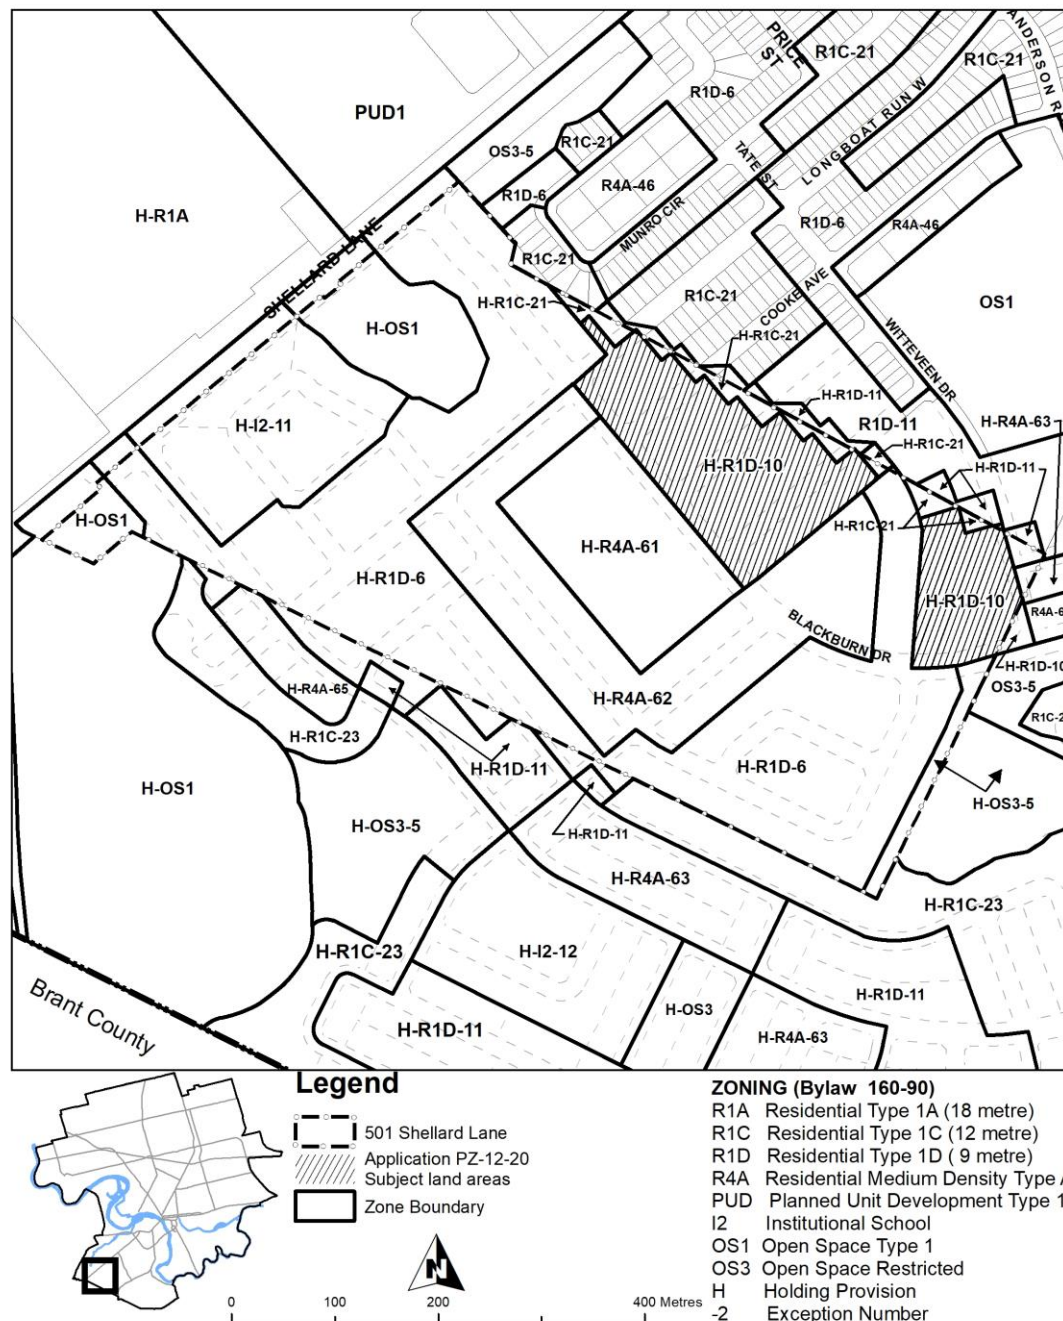 PRICE ST
R1C-21
ANDERSON R
R1C-21
PUD1
R1D-6
OS3-5
R1C-21
LONGBOAT RUN W
TATE ST
R4A-46
R1D-6
H-R1A
MUNRO CIR
R1D-6
R4A-46
SHELLARD LANE
R1C-21
H-R1C-21
R1C-21
COOKE AVE
OS1
H-OS1
H-R1C-21
WITTEVEEN DR
H-R1D-11
H-I2-11
R1D-11
H-R4A-63
H-R1C-21
H-R1D-10
H-R1D-11
H-OS1
H-R1C-21
H-R4A-61
H-R1D-6
H-R1D-10
R4A-6
BLACKBURN DR
H-R1D-10
H-R4A-65
H-R4A-62
OS3-5
R1C-2
H-R1C-23
H-R1D-11
H-R1D-6
H-OS1
H-OS3-5
H-OS3-5
H-R1D-11
H-R4A-63
H-R1C-23
H-R1C-23
H-I2-12
H-R1D-11
H-OS3
Brant County
H-R1D-11
H-R4A-63
Legend
501 Shellard Lane
Application PZ-12-20
Subject land areas
Zone Boundary
N
0 100 200 400 Metres
ZONING (Bylaw 160-90)
R1A Residential Type 1A (18 metre)
R1C Residential Type 1C (12 metre)
R1D Residential Type 1D ( 9 metre)
R4A Residential Medium Density Type A
PUD Planned Unit Development Type 1
I2 Institutional School
OS1 Open Space Type 1
OS3 Open Space Restricted
H Holding Provision
-2 Exception Number